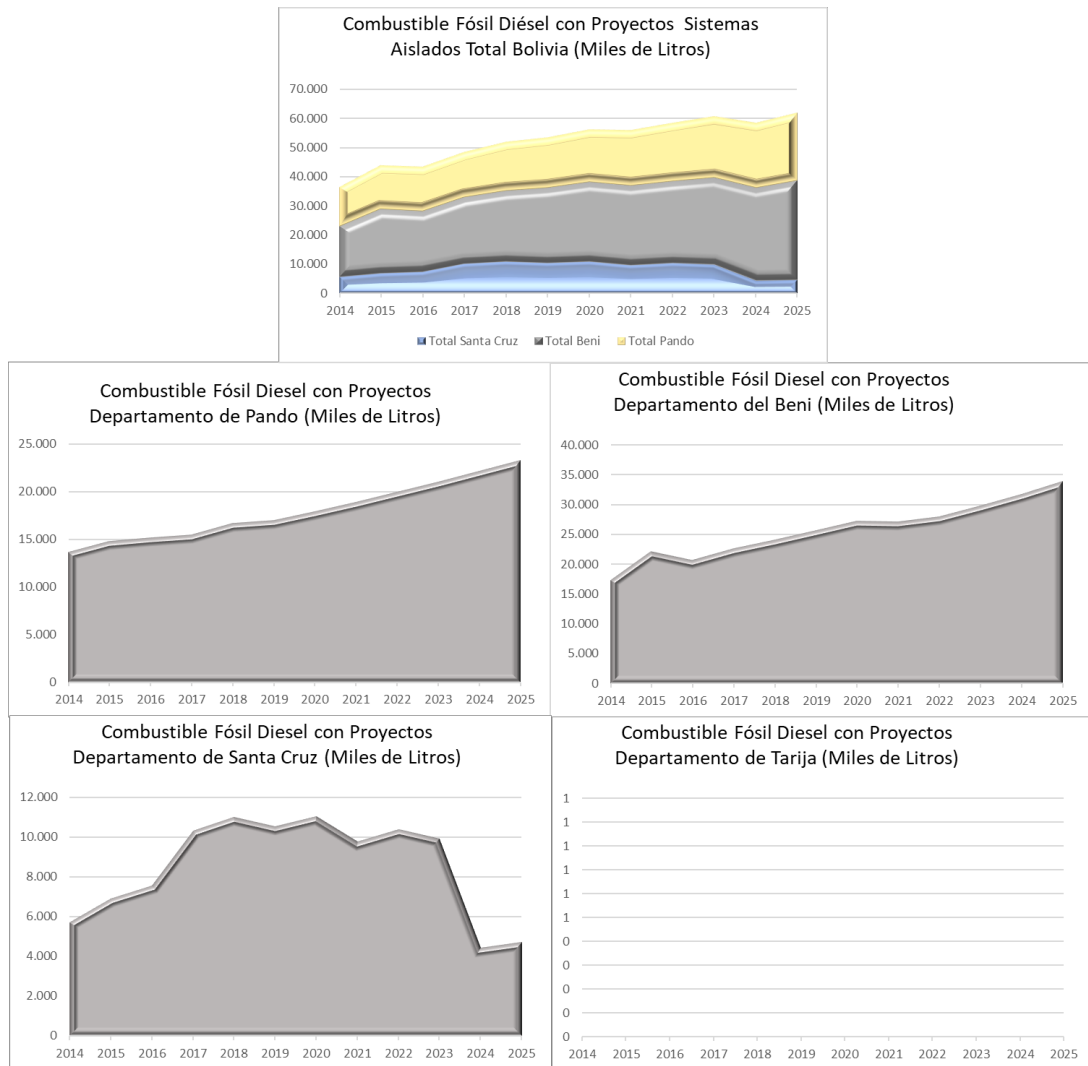 Combustible Fósil Diésel con Proyectos Sistemas
Aislados Total Bolivia (Miles de Litros)
70.000
60.000
50.000
40.000
30.000
20.000
10.000
0
2014 2015 2016 2017 2018 2019 2020 2021 2022 2023 2024 2025
Total Santa Cruz Total Beni Total Pando
Combustible Fósil Diesel con Proyectos
Departamento de Pando (Miles de Litros)
25.000
20.000
15.000
10.000
5.000
0
2014 2015 2016 2017 2018 2019 2020 2021 2022 2023 2024 2025
Combustible Fósil Diesel con Proyectos
Departamento del Beni (Miles de Litros)
40.000
35.000
30.000
25.000
20.000
15.000
10.000
5.000
0
2014 2015 2016 2017 2018 2019 2020 2021 2022 2023 2024 2025
Combustible Fósil Diesel con Proyectos
Departamento de Santa Cruz (Miles de Litros)
12.000
10.000
8.000
6.000
4.000
2.000
0
2014 2015 2016 2017 2018 2019 2020 2021 2022 2023 2024 2025
Combustible Fósil Diesel con Proyectos
Departamento de Tarija (Miles de Litros)
1
1
1
1
1
1
0
0
0
0
0
2014 2015 2016 2017 2018 2019 2020 2021 2022 2023 2024 2025